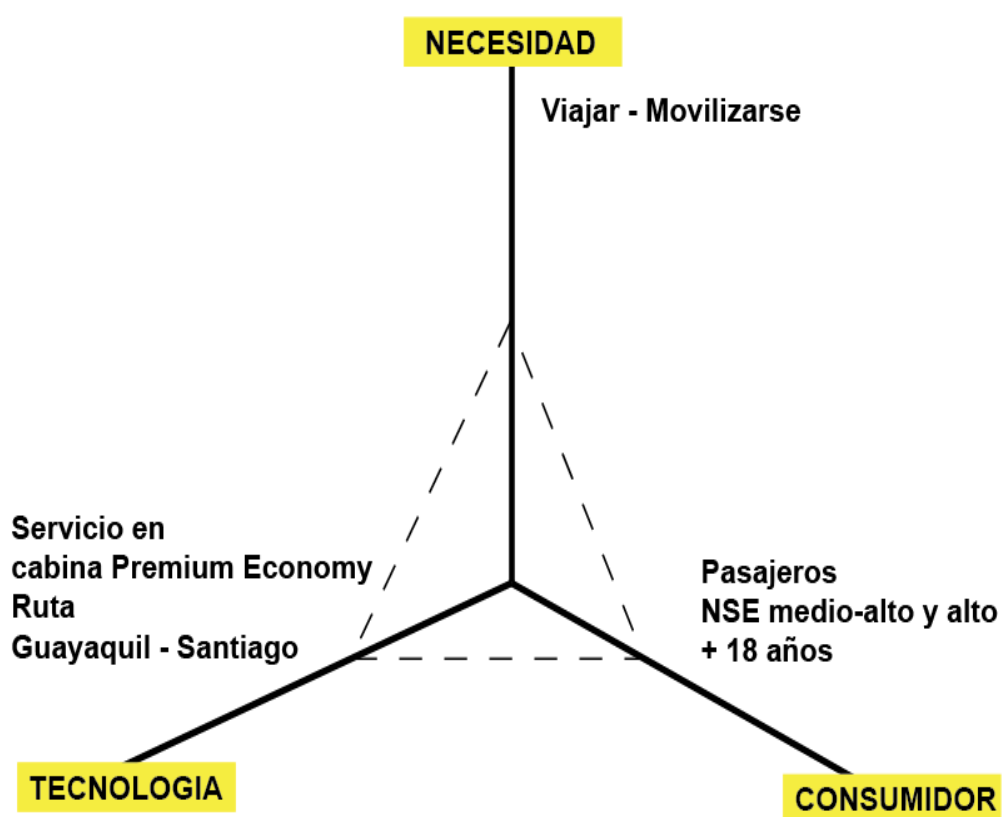 NECESIDAD
Viajar - Movilizarse
Servicio en
cabina Premium Economy
Ruta
Guayaquil - Santiago
Pasajeros
NSE medio-alto y alto
+ 18 años
TECNOLOGIA
CONSUMIDOR